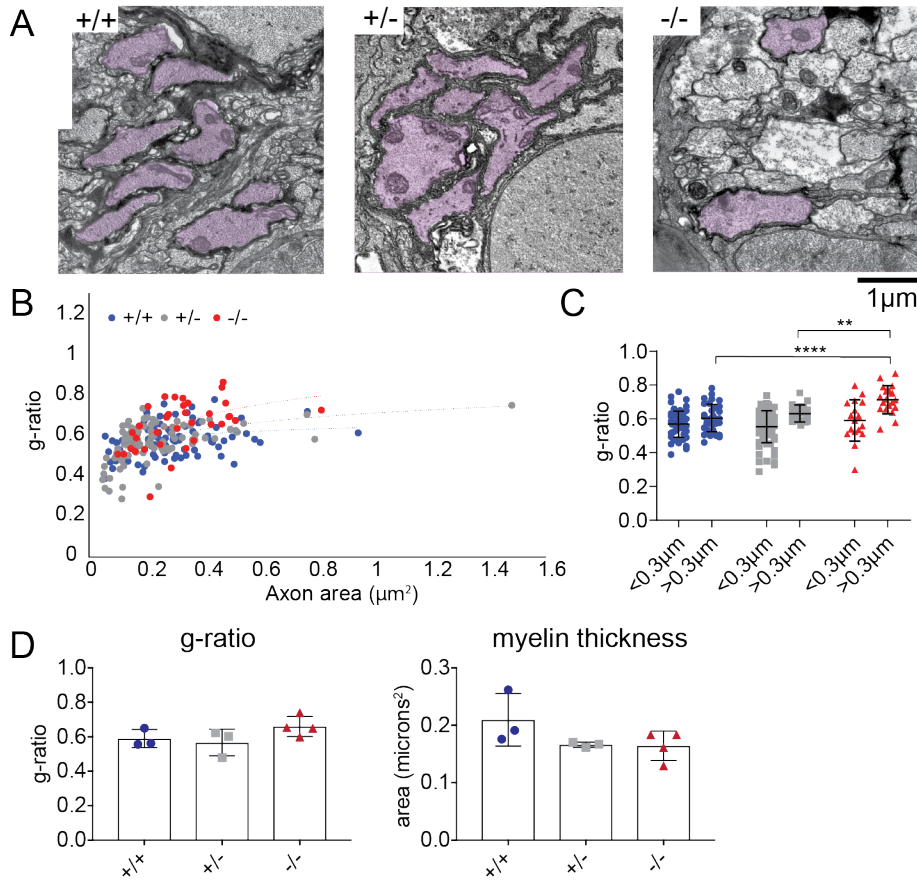 A
+/+
+/-
-/-
1μm
B
1.2
1
0.8
0.6
0.4
0.2
0
g-ratio
+/+ +/- -/-
0 0.2 0.4 0.6 0.8 1 1.2 1.4 1.6
Axon area (μm²)
C
**
****
1.0
0.8
0.6
0.4
0.2
0.0
g-ratio
<0.3μm >0.3μm <0.3μm >0.3μm <0.3μm >0.3μm
D
g-ratio
1.0
0.8
0.6
0.4
0.2
0.0
g-ratio
+/+ +/- -/-
myelin thickness
0.3
0.2
0.1
0.0
area (microns²)
+/+ +/- -/-